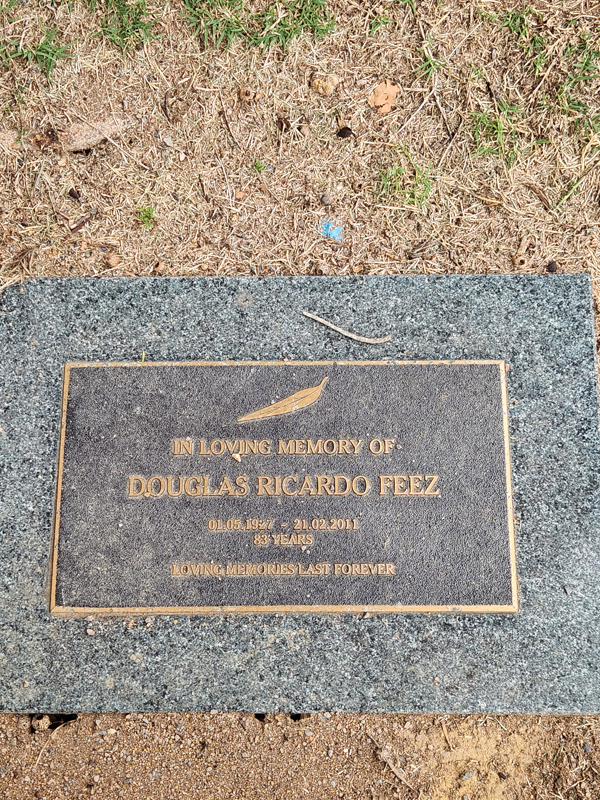 IN LOVING MEMORY OF
DOUGLAS RICARDO FEEZ
01.05.1927 - 21.02.2011
83 YEARS
LOVING MEMORIES LAST FOREVER